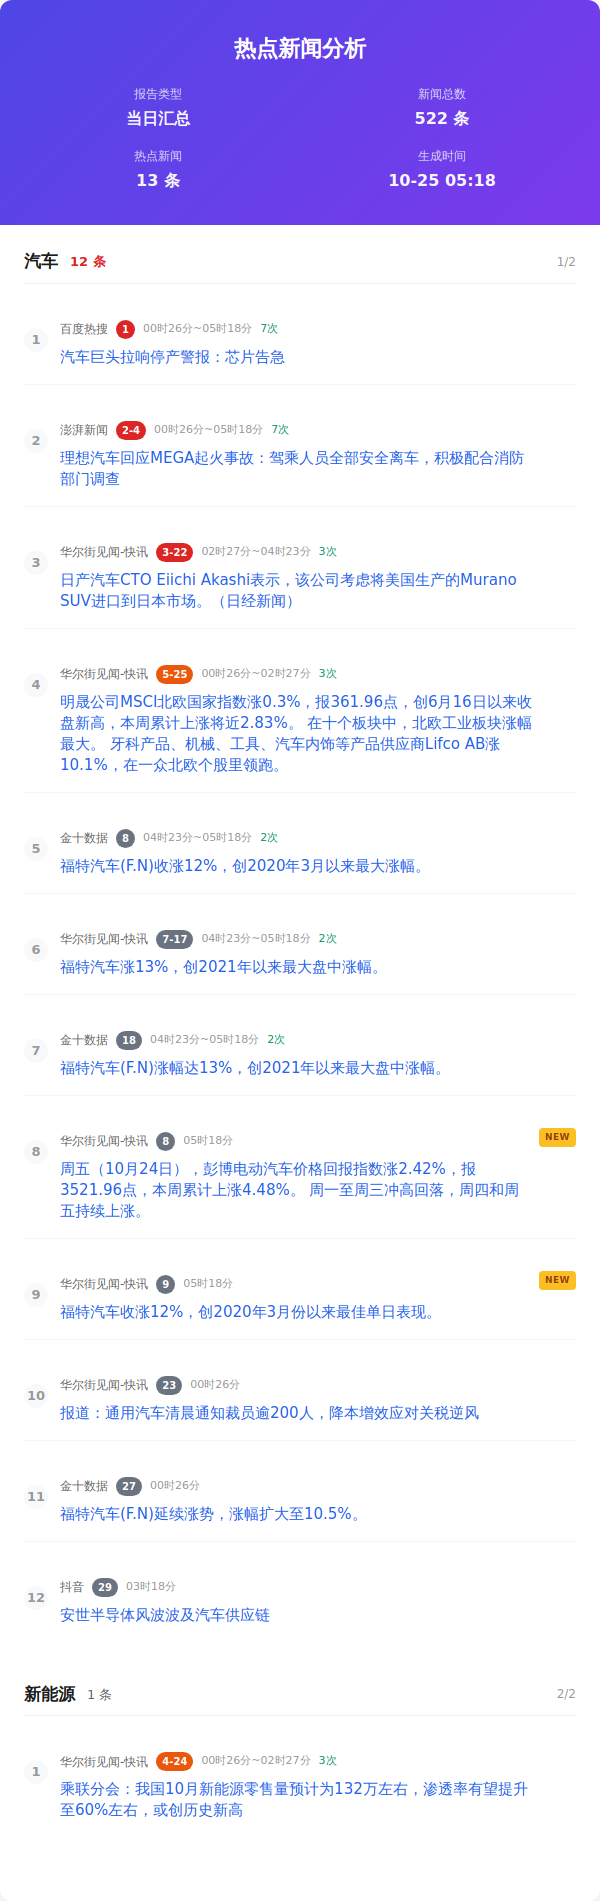 热点新闻分析
报告类型
新闻总数
当日汇总
522 条
热点新闻
生成时间
13 条
10-25 05:18
汽车 12 条 1/2
1 百度热搜 1 00时26分~05时18分 7次
汽车巨头拉响停产警报：芯片告急
2 澎湃新闻 2-4 00时26分~05时18分 7次
理想汽车回应MEGA起火事故：驾乘人员全部安全离车，积极配合消防
部门调查
3 华尔街见闻-快讯 3-22 02时27分~04时23分 3次
日产汽车CTO Eiichi Akashi表示，该公司考虑将美国生产的Murano
SUV进口到日本市场。（日经新闻）
4 华尔街见闻-快讯 5-25 00时26分~02时27分 3次
明晟公司MSCI北欧国家指数涨0.3%，报361.96点，创6月16日以来收
盘新高，本周累计上涨将近2.83%。 在十个板块中，北欧工业板块涨幅
最大。 牙科产品、机械、工具、汽车内饰等产品供应商Lifco AB涨
10.1%，在一众北欧个股里领跑。
5 金十数据 8 04时23分~05时18分 2次
福特汽车(F.N)收涨12%，创2020年3月以来最大涨幅。
6 华尔街见闻-快讯 7-17 04时23分~05时18分 2次
福特汽车涨13%，创2021年以来最大盘中涨幅。
7 金十数据 18 04时23分~05时18分 2次
福特汽车(F.N)涨幅达13%，创2021年以来最大盘中涨幅。
8 华尔街见闻-快讯 8 05时18分 NEW
周五（10月24日），彭博电动汽车价格回报指数涨2.42%，报
3521.96点，本周累计上涨4.48%。 周一至周三冲高回落，周四和周
五持续上涨。
9 华尔街见闻-快讯 9 05时18分 NEW
福特汽车收涨12%，创2020年3月份以来最佳单日表现。
10 华尔街见闻-快讯 23 00时26分
报道：通用汽车清晨通知裁员逾200人，降本增效应对关税逆风
11 金十数据 27 00时26分
福特汽车(F.N)延续涨势，涨幅扩大至10.5%。
12 抖音 29 03时18分
安世半导体风波波及汽车供应链
新能源 1 条 2/2
1 华尔街见闻-快讯 4-24 00时26分~02时27分 3次
乘联分会：我国10月新能源零售量预计为132万左右，渗透率有望提升
至60%左右，或创历史新高